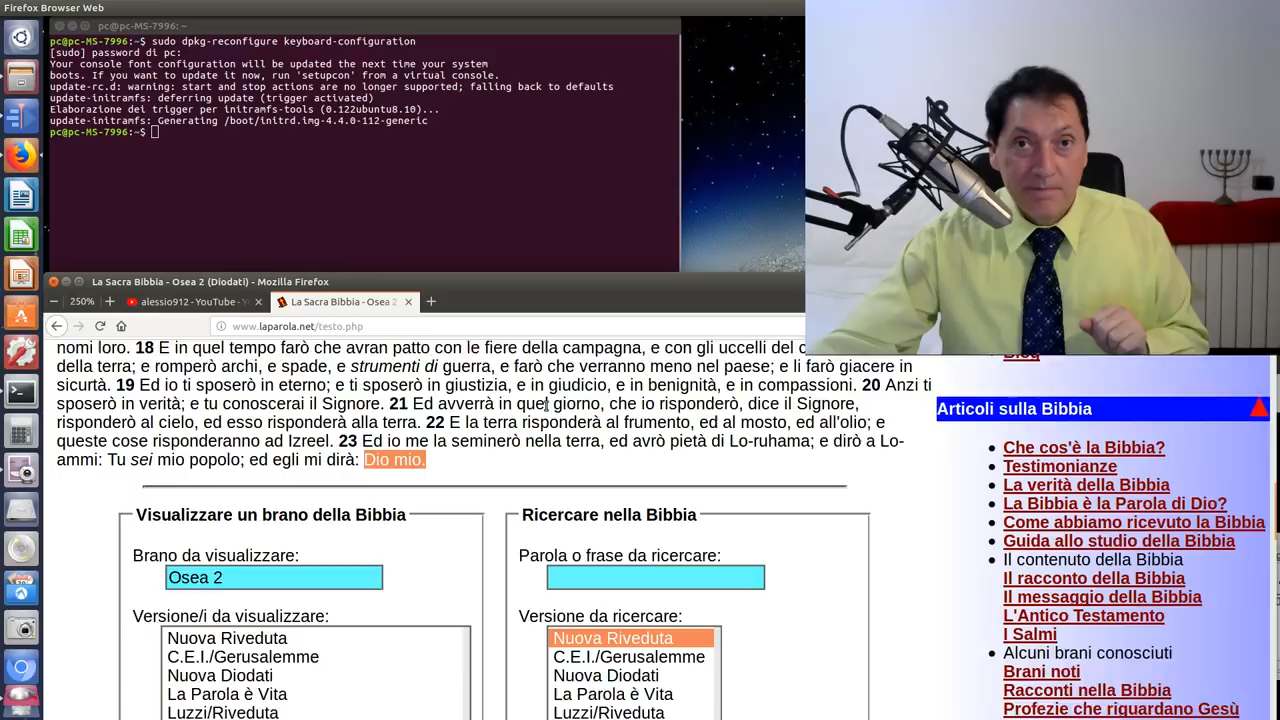 Firefox Browser Web
pc@pc-MS-7996: ~
pc@pc-MS-7996:~$ sudo dpkg-reconfigure keyboard-configuration
[sudo] password di pc:
Your console font configuration will be updated the next time your system
boots. If you want to update it now, run 'setupcon' from a virtual console.
update-rc.d: warning: start and stop actions are no longer supported; falling back to defaults
update-initramfs: deferring update (trigger activated)
Elaborazione dei trigger per initramfs-tools (0.122ubuntu8.10)...
update-initramfs: Generating /boot/initrd.img-4.4.0-112-generic
pc@pc-MS-7996:~$
La Sacra Bibbia - Osea 2 (Diodati) - Mozilla Firefox
250%
alessio912 - YouTube - Y
La Sacra Bibbia - Osea 2
www.laparola.net/testo.php
nomi loro. 18 E in quel tempo farò che avran patto con le fiere della campagna, e con gli uccelli del c
della terra; e romperò archi, e spade, e strumenti di guerra, e farò che verranno meno nel paese; e li farò giacere in
sicurtà. 19 Ed io ti sposerò in eterno; e ti sposerò in giustizia, e in giudicio, e in benignità, e in compassioni. 20 Anzi ti
sposerò in verità; e tu conoscerai il Signore. 21 Ed avverrà in quel giorno, che io risponderò, dice il Signore,
risponderò al cielo, ed esso risponderà alla terra. 22 E la terra risponderà al frumento, ed al mosto, ed all'olio; e
queste cose risponderanno ad Izreel. 23 Ed io me la seminerò nella terra, ed avrò pietà di Lo-ruhama; e dirò a Lo-
ammi: Tu sei mio popolo; ed egli mi dirà: Dio mio.
Visualizzare un brano della Bibbia
Brano da visualizzare:
Osea 2
Versione/i da visualizzare:
Nuova Riveduta
C.E.I./Gerusalemme
Nuova Diodati
La Parola è Vita
Luzzi/Riveduta
Ricercare nella Bibbia
Parola o frase da ricercare:
Versione da ricercare:
Nuova Riveduta
C.E.I./Gerusalemme
Nuova Diodati
La Parola è Vita
Luzzi/Riveduta
Articoli sulla Bibbia
Che cos'è la Bibbia?
Testimonianze
La verità della Bibbia
La Bibbia è la Parola di Dio?
Come abbiamo ricevuto la Bibbia
Guida allo studio della Bibbia
Il contenuto della Bibbia
Il racconto della Bibbia
Il messaggio della Bibbia
L'Antico Testamento
I Salmi
Alcuni brani conosciuti
Brani noti
Racconti nella Bibbia
Profezie che riguardano Gesù